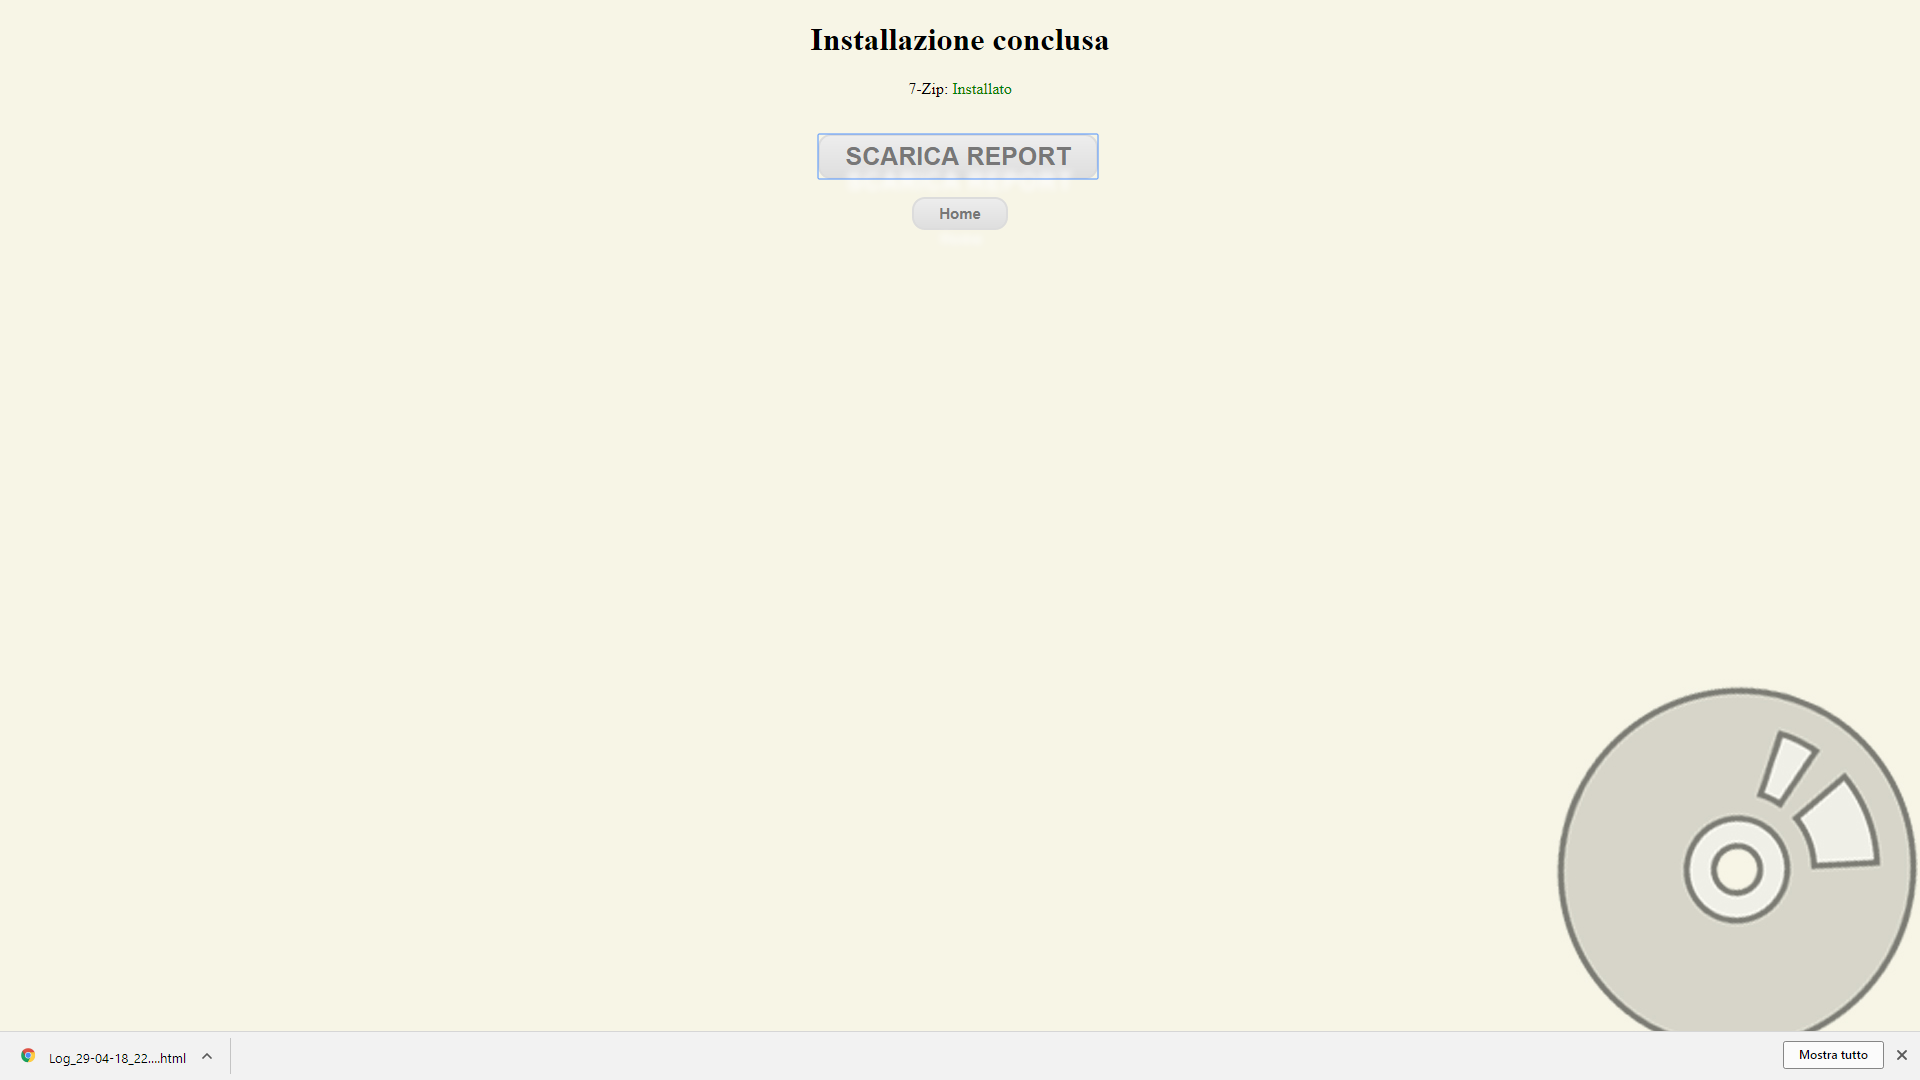 Installazione conclusa
7-Zip: Installato
SCARICA REPORT
Home
Log_29-04-18_22....html
Mostra tutto